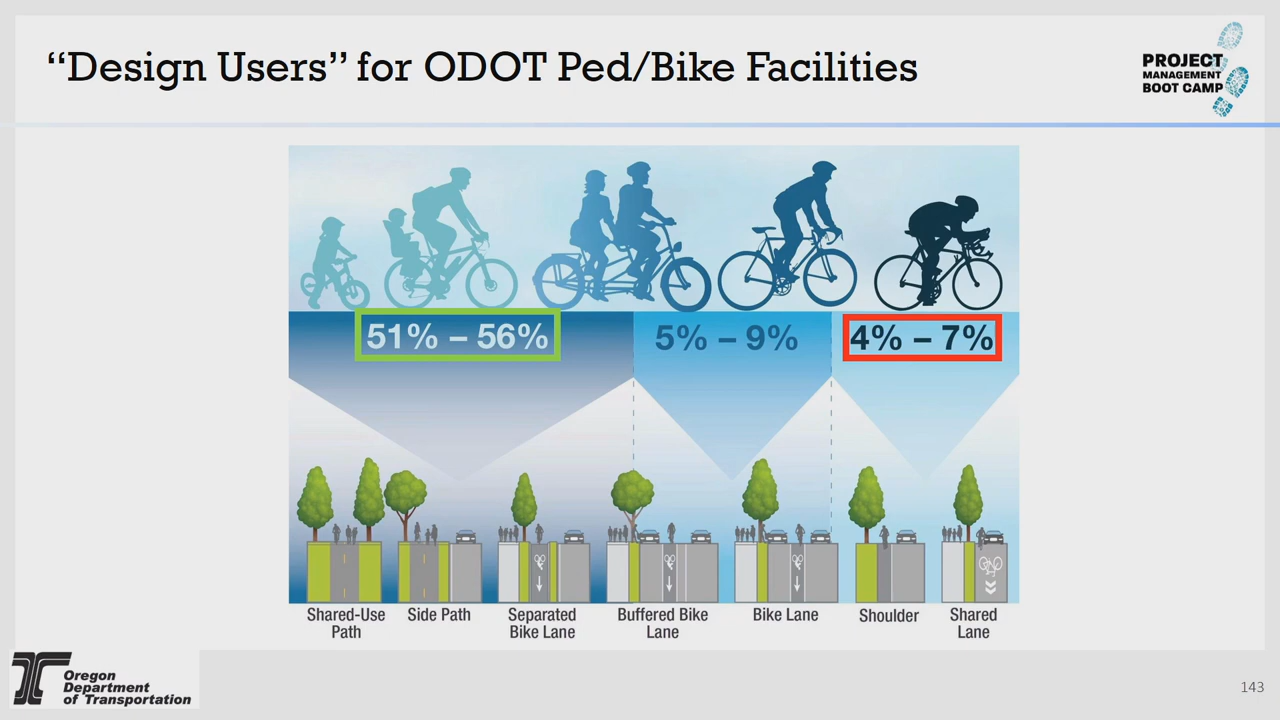 “Design Users” for ODOT Ped/Bike Facilities
PROJECT
MANAGEMENT
BOOT CAMP
51% – 56%
5% – 9%
4% – 7%
Shared-Use
Path
Side Path
Separated
Bike Lane
Buffered Bike
Lane
Bike Lane
Shoulder
Shared
Lane
Oregon
Department
of Transportation
143